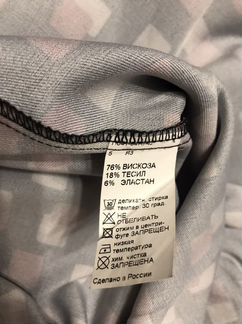 76% ВИСКОЗА
18% ТЕСИЛ
6% ЭЛАСТАН
деликатн. стирка
темпер. 30 град
НЕ
ОТБЕЛИВАТЬ
отжим в центри-
фуге ЗАПРЕЩЕН
низкая
температура
хим. чистка
ЗАПРЕЩЕНА
Сделано в России